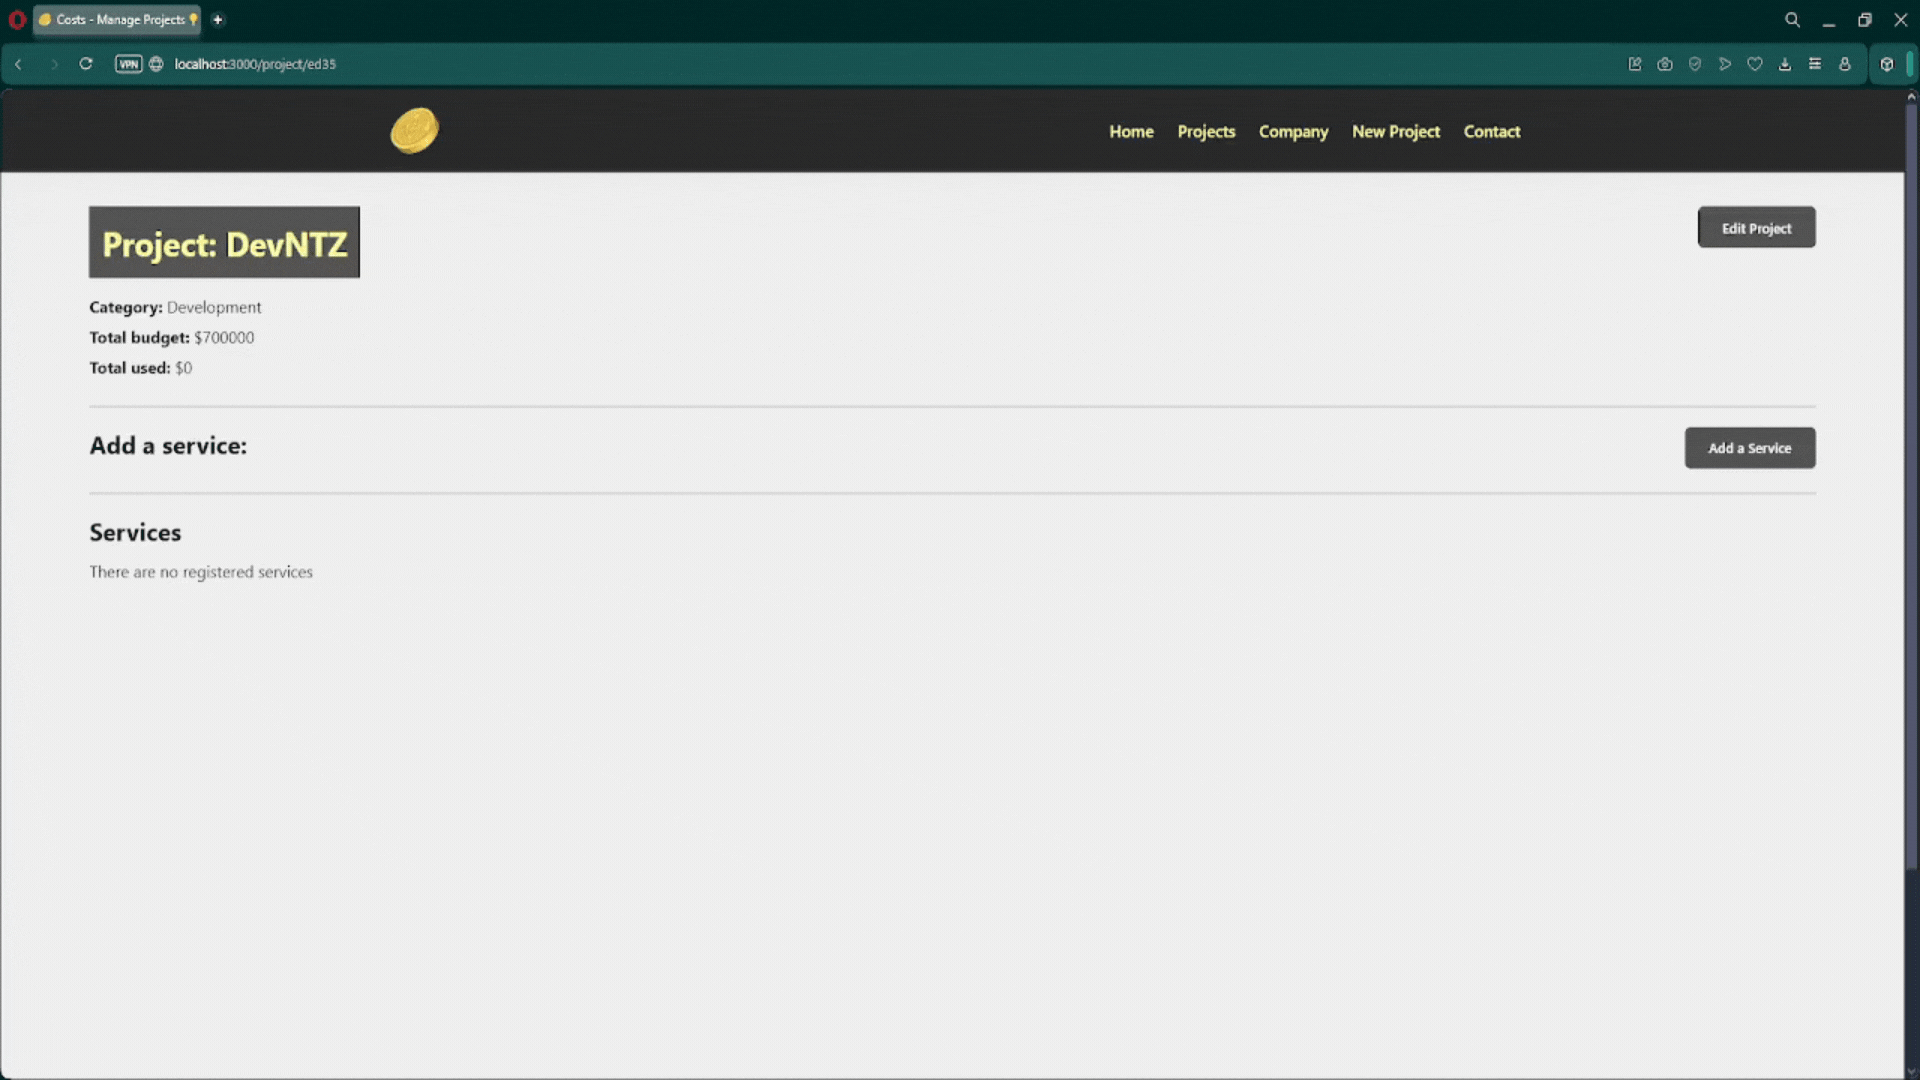 Costs - Manage Projects
VPN
localhost:3000/project/ed35
Home Projects Company New Project Contact
Project: DevNTZ
Edit Project
Category: Development
Total budget: $700000
Total used: $0
Add a service:
Add a Service
Services
There are no registered services